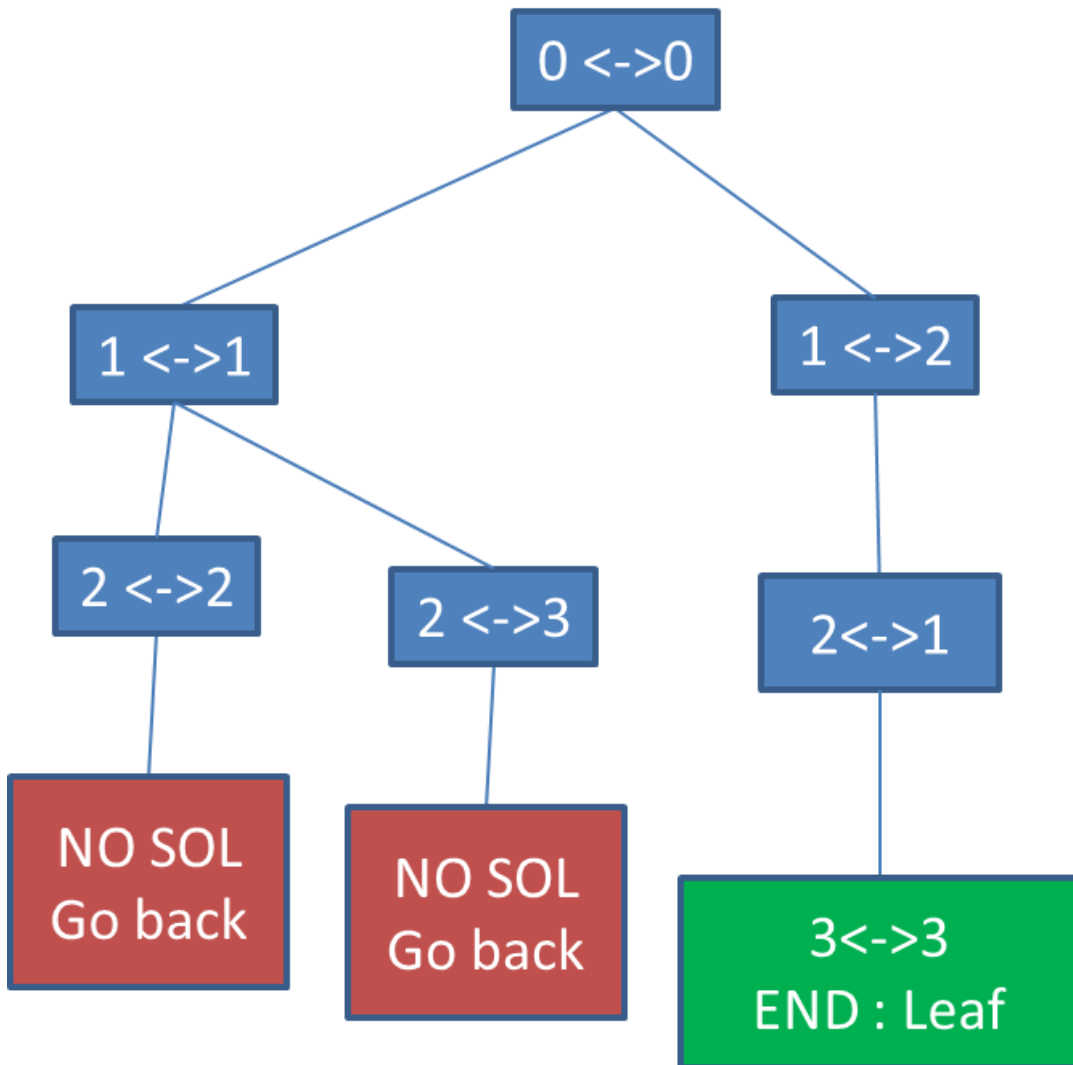 0 <->0
1 <->1
1 <->2
2 <->2
2 <->3
2<->1
NO SOL
Go back
NO SOL
Go back
3<->3
END : Leaf